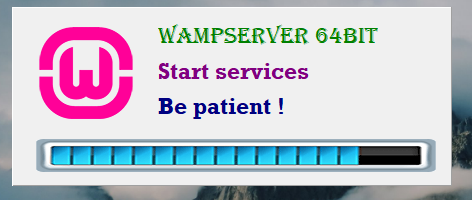 WAMPSERVER 64BIT
Start services
Be patient !